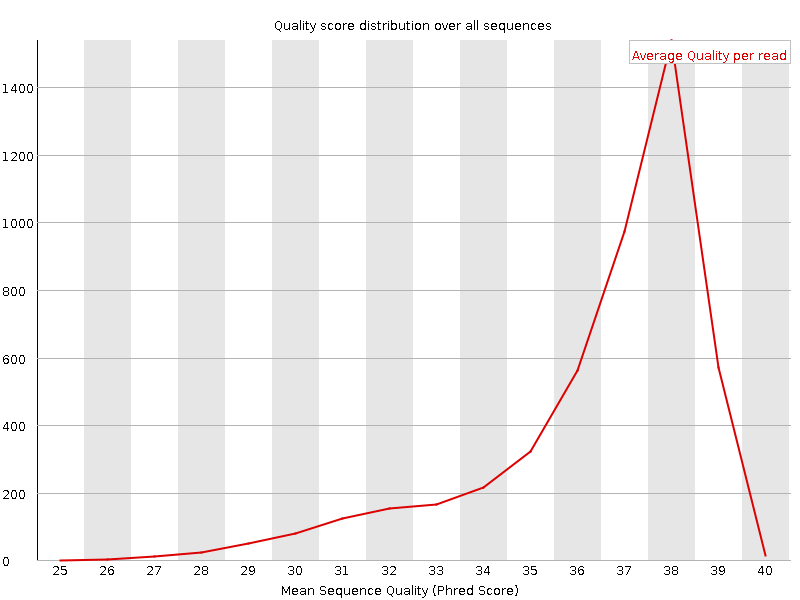 Quality score distribution over all sequences
Average Quality per read
1400
1200
1000
800
600
400
200
0
25 26 27 28 29 30 31 32 33 34 35 36 37 38 39 40
Mean Sequence Quality (Phred Score)